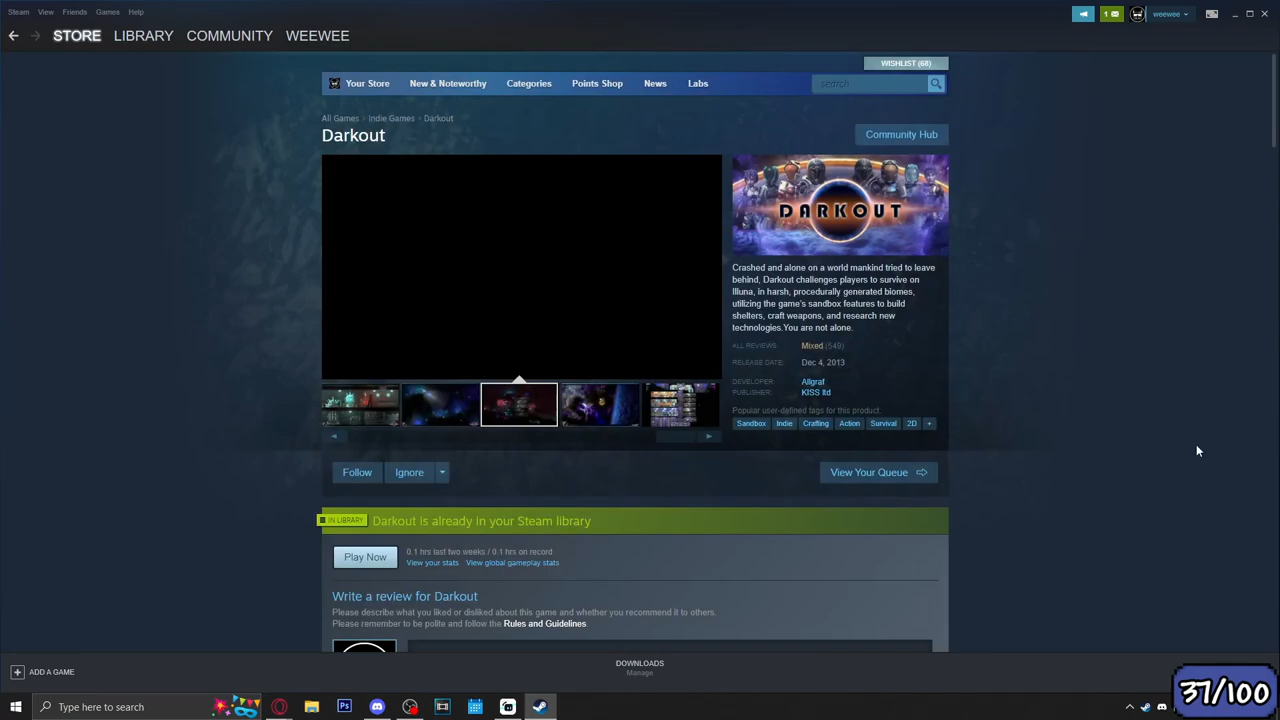 Steam View Friends Games Help
1 weewee
STORE LIBRARY COMMUNITY WEEWEE
WISHLIST (68)
Your Store New & Noteworthy Categories Points Shop News Labs search
All Games > Indie Games > Darkout
Darkout
Community Hub
DARKOUT
Crashed and alone on a world mankind tried to leave
behind, Darkout challenges players to survive on
Illuna, in harsh, procedurally generated biomes,
utilizing the game's sandbox features to build
shelters, craft weapons, and research new
technologies.You are not alone.
ALL REVIEWS: Mixed (549)
RELEASE DATE: Dec 4, 2013
DEVELOPER: Allgraf
PUBLISHER: KISS ltd
Popular user-defined tags for this product:
Sandbox Indie Crafting Action Survival 2D +
Follow Ignore View Your Queue
IN LIBRARY Darkout is already in your Steam library
Play Now
0.1 hrs last two weeks / 0.1 hrs on record
View your stats View global gameplay stats
Write a review for Darkout
Please describe what you liked or disliked about this game and whether you recommend it to others.
Please remember to be polite and follow the Rules and Guidelines.
ADD A GAME
DOWNLOADS
Manage
Type here to search
37/100